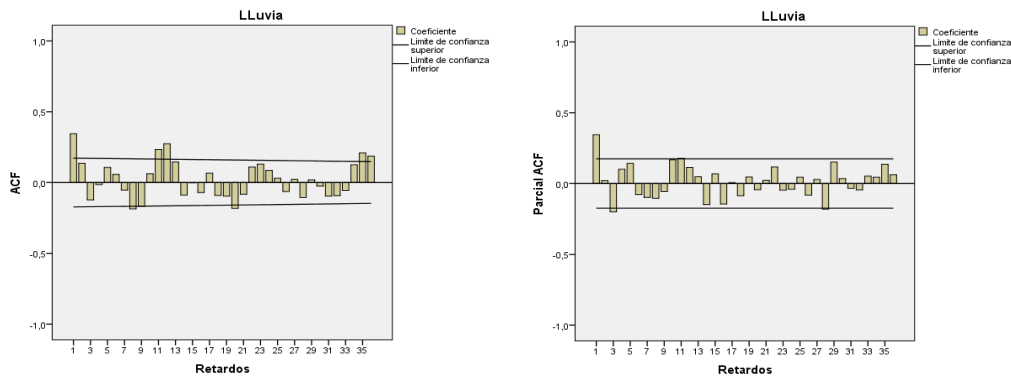 LLuvia
Coeficiente
Limite de confianza
superior
Limite de confianza
inferior
1,0
0,5
0,0
-0,5
-1,0
ACF
1 3 5 7 9 11 13 15 17 19 21 23 25 27 29 31 33 35
Retardos
LLuvia
Coeficiente
Limite de confianza
superior
Limite de confianza
inferior
1,0
0,5
0,0
-0,5
-1,0
Parcial ACF
1 3 5 7 9 11 13 15 17 19 21 23 25 27 29 31 33 35
Retardos